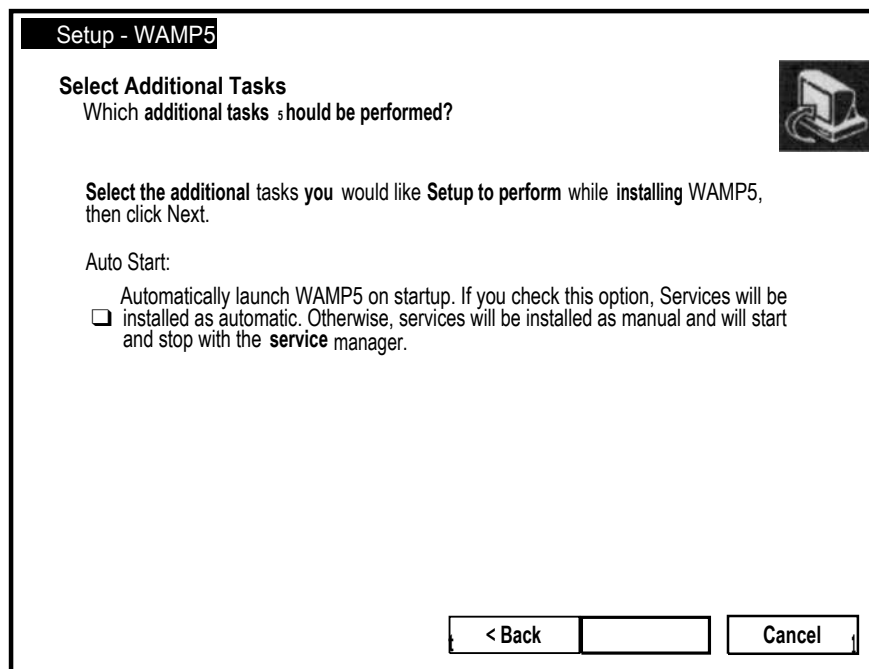 Setup - WAMP5
Select Additional Tasks
Which additional tasks 5 hould be performed?
Select the additional tasks you would like Setup to perform while installing WAMP5,
then click Next.
Auto Start:
Automatically launch WAMP5 on startup. If you check this option, Services will be
installed as automatic. Otherwise, services will be installed as manual and will start
and stop with the service manager.
t < Back Cancel 1